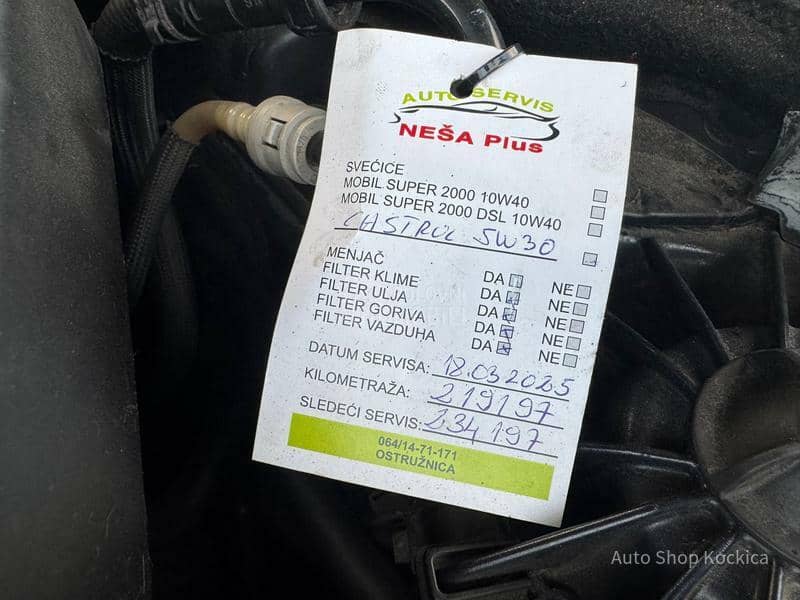 AUTO SERVIS
NEŠA Plus
SVEĆICE
MOBIL SUPER 2000 10W40
MOBIL SUPER 2000 DSL 10W40
CASTROL 5W30
MENJAČ DA NE
FILTER KLIME DA NE
FILTER ULJA DA NE
FILTER GORIVA DA NE
FILTER VAZDUHA DA NE
DATUM SERVISA: 18.03 2025
KILOMETRAŽA: 219197
SLEDEĆI SERVIS: 234197
064/14-71-171
OSTRUŽNICA
Auto Shop Kockica